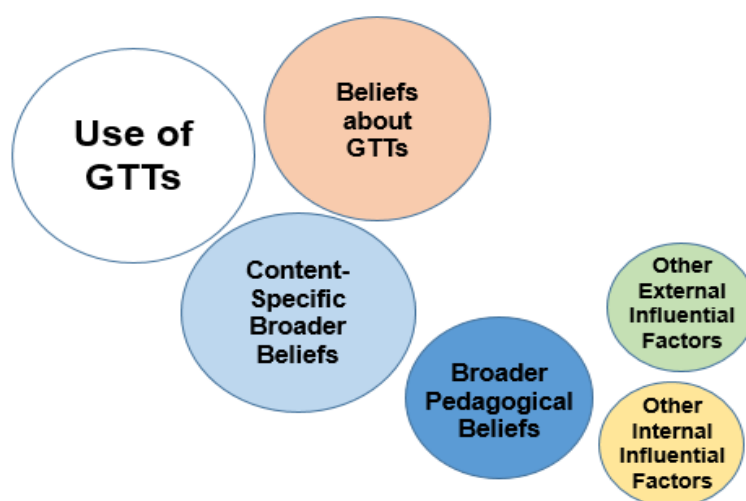 Use of
GTTs
Beliefs
about
GTTs
Content-
Specific
Broader
Beliefs
Broader
Pedagogical
Beliefs
Other
External
Influential
Factors
Other
Internal
Influential
Factors